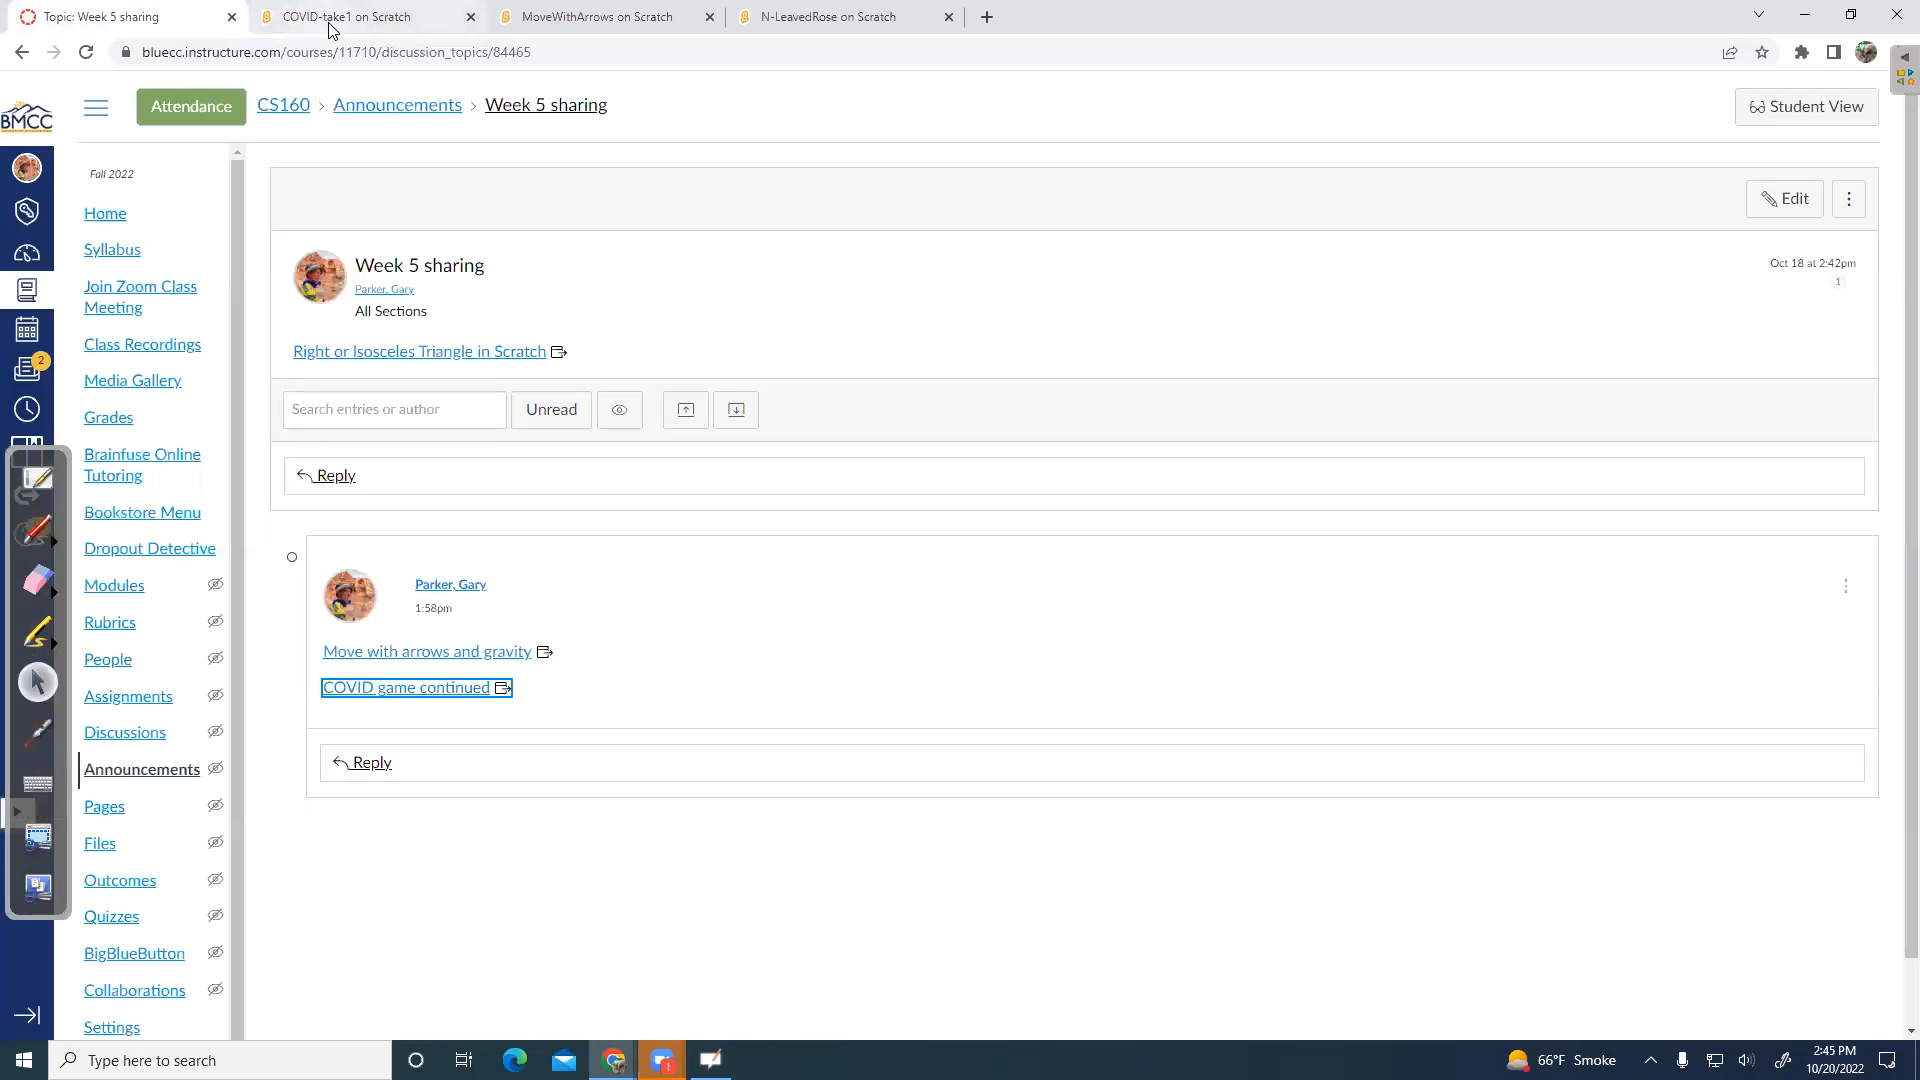 Topic: Week 5 sharing
COVID-take1 on Scratch
MoveWithArrows on Scratch
N-LeavedRose on Scratch
bluecc.instructure.com/courses/11710/discussion_topics/84465
BMCC
Attendance
CS160 › Announcements › Week 5 sharing
Student View
Fall 2022
Home
Syllabus
Join Zoom Class
Meeting
Class Recordings
Media Gallery
Grades
Brainfuse Online
Tutoring
Bookstore Menu
Dropout Detective
Modules
Rubrics
People
Assignments
Discussions
Announcements
Pages
Files
Outcomes
Quizzes
BigBlueButton
Collaborations
Settings
2
Edit
Week 5 sharing
Oct 18 at 2:42pm
Parker, Gary
1
All Sections
Right or Isosceles Triangle in Scratch
Search entries or author
Unread
Reply
Parker, Gary
1:58pm
Move with arrows and gravity
COVID game continued
Reply
Type here to search
1
66°F Smoke
2:45 PM
10/20/2022